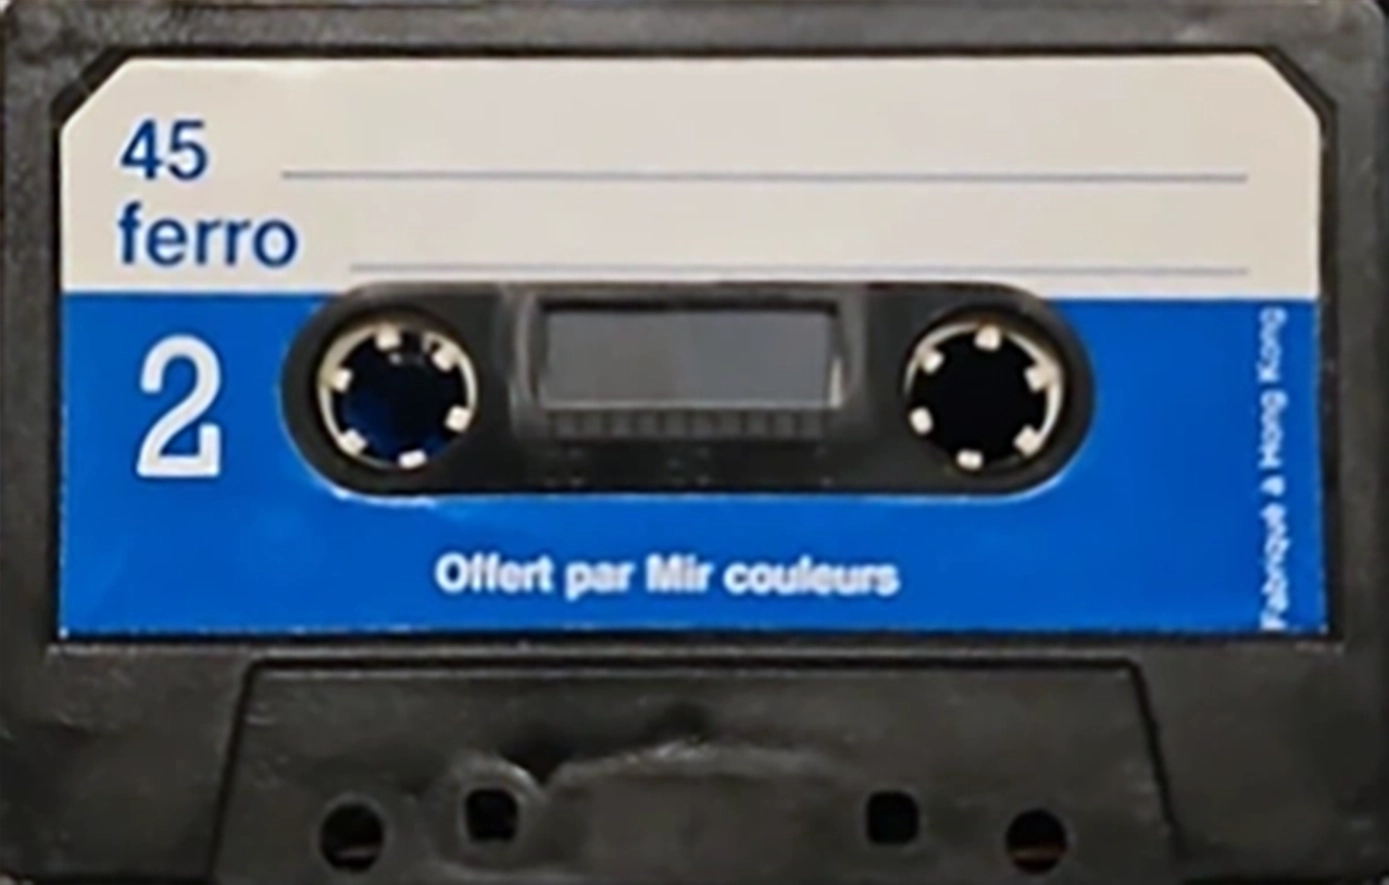 45
ferro
2
Offert par Mir couleurs
Fabriqué à Hong Kong